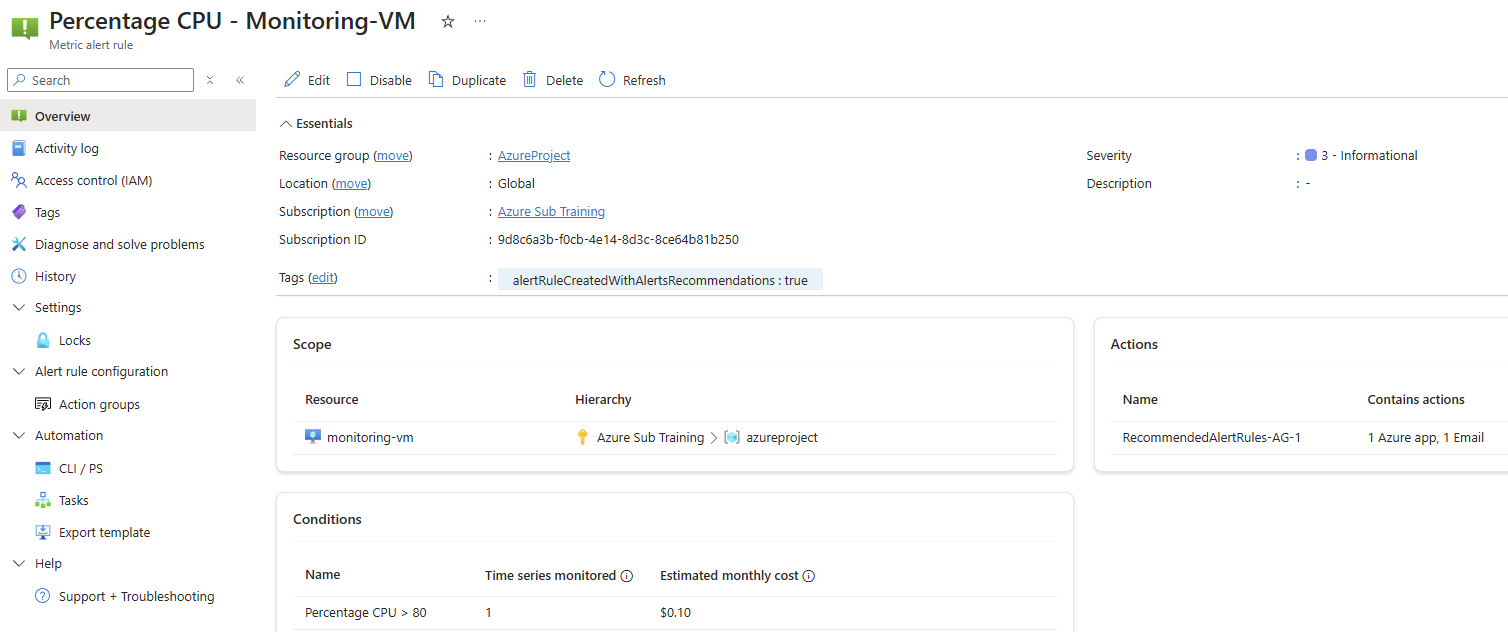 Percentage CPU - Monitoring-VM ☆ ...
Metric alert rule
Search
Edit Disable Duplicate Delete Refresh
Overview
Activity log
Access control (IAM)
Tags
Diagnose and solve problems
History
Settings
Locks
Alert rule configuration
Action groups
Automation
CLI / PS
Tasks
Export template
Help
Support + Troubleshooting
Essentials
Resource group (move) : AzureProject
Location (move) : Global
Subscription (move) : Azure Sub Training
Subscription ID : 9d8c6a3b-f0cb-4e14-8d3c-8ce64b81b250
Tags (edit) : alertRuleCreatedWithAlertsRecommendations : true
Severity : 3 - Informational
Description : -
Scope
Resource Hierarchy
monitoring-vm Azure Sub Training > azureproject
Actions
Name Contains actions
RecommendedAlertRules-AG-1 1 Azure app, 1 Email
Conditions
Name Time series monitored Estimated monthly cost
Percentage CPU > 80 1 $0.10